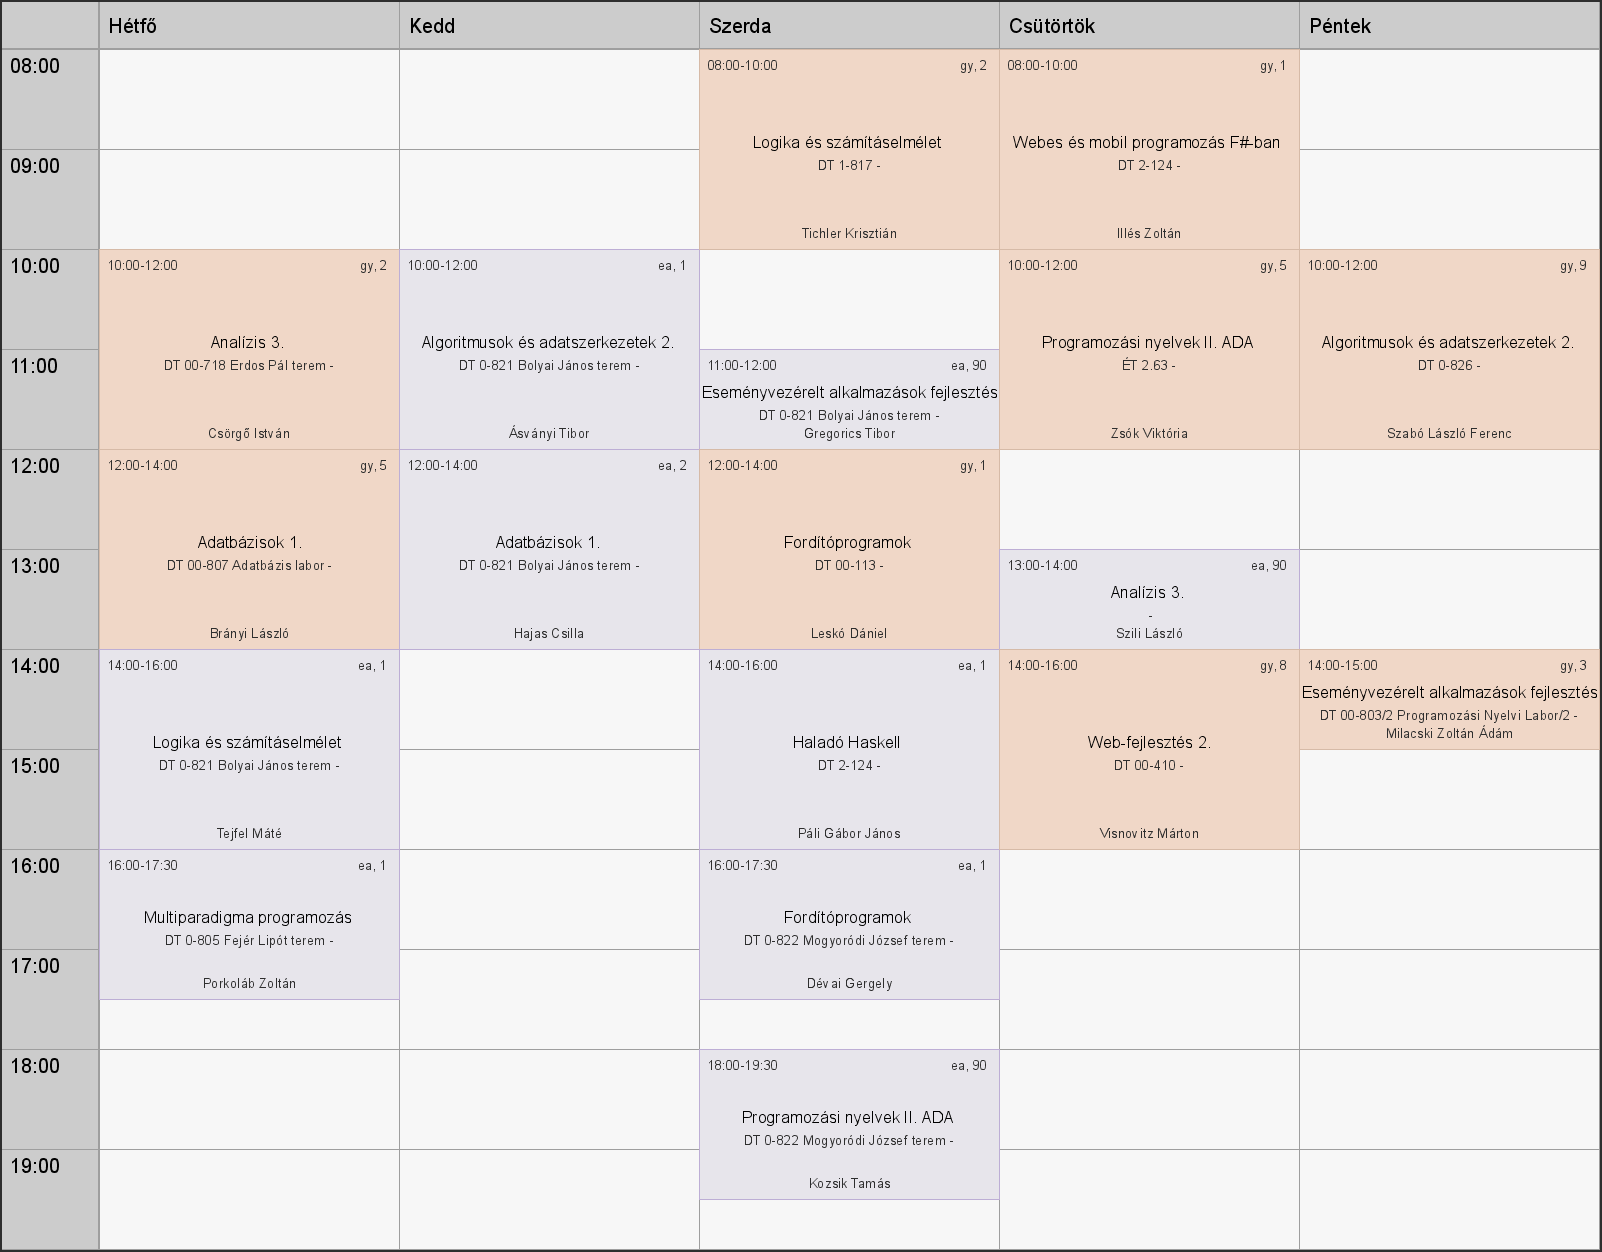 Hétfő
Kedd
Szerda
Csütörtök
Péntek
08:00
08:00-10:00 gy, 2
Logika és számításelmélet
DT 1-817 -
Tichler Krisztián
08:00-10:00 gy, 1
Webes és mobil programozás F#-ban
DT 2-124 -
Illés Zoltán
09:00
10:00
10:00-12:00 gy, 2
Analízis 3.
DT 00-718 Erdos Pál terem -
Csörgő István
10:00-12:00 ea, 1
Algoritmusok és adatszerkezetek 2.
DT 0-821 Bolyai János terem -
Ásványi Tibor
10:00-12:00 gy, 5
Programozási nyelvek II. ADA
ÉT 2.63 -
Zsók Viktória
10:00-12:00 gy, 9
Algoritmusok és adatszerkezetek 2.
DT 0-826 -
Szabó László Ferenc
11:00
11:00-12:00 ea, 90
Eseményvezérelt alkalmazások fejlesztés
DT 0-821 Bolyai János terem -
Gregorics Tibor
12:00
12:00-14:00 gy, 5
Adatbázisok 1.
DT 00-807 Adatbázis labor -
Brányi László
12:00-14:00 ea, 2
Adatbázisok 1.
DT 0-821 Bolyai János terem -
Hajas Csilla
12:00-14:00 gy, 1
Fordítóprogramok
DT 00-113 -
Leskó Dániel
13:00
13:00-14:00 ea, 90
Analízis 3.
-
Szili László
14:00
14:00-16:00 ea, 1
Logika és számításelmélet
DT 0-821 Bolyai János terem -
Tejfel Máté
14:00-16:00 ea, 1
Haladó Haskell
DT 2-124 -
Páli Gábor János
14:00-16:00 gy, 8
Web-fejlesztés 2.
DT 00-410 -
Visnovitz Márton
14:00-15:00 gy, 3
Eseményvezérelt alkalmazások fejlesztés
DT 00-803/2 Programozási Nyelvi Labor/2 -
Milacski Zoltán Ádám
15:00
16:00
16:00-17:30 ea, 1
Multiparadigma programozás
DT 0-805 Fejér Lipót terem -
Porkoláb Zoltán
16:00-17:30 ea, 1
Fordítóprogramok
DT 0-822 Mogyoródi József terem -
Dévai Gergely
17:00
18:00
18:00-19:30 ea, 90
Programozási nyelvek II. ADA
DT 0-822 Mogyoródi József terem -
Kozsik Tamás
19:00